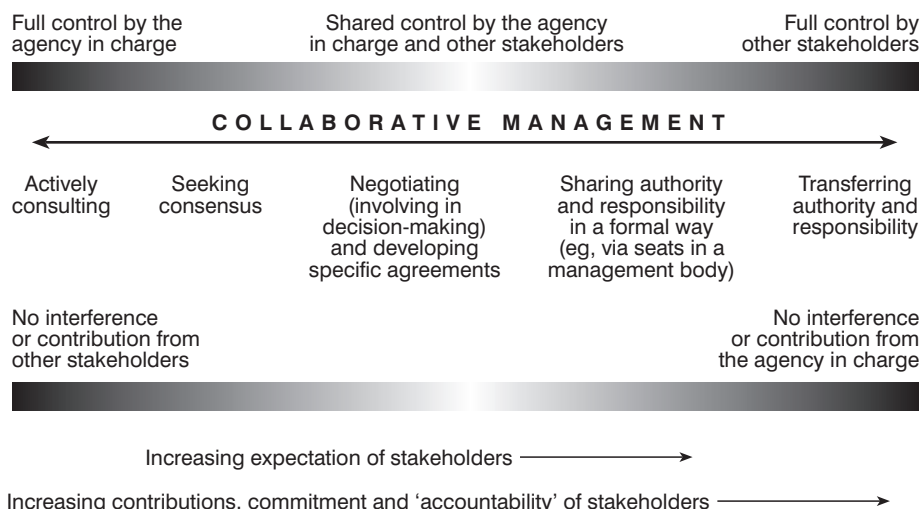 Full control by the
agency in charge
Shared control by the agency
in charge and other stakeholders
Full control by
other stakeholders
COLLABORATIVE MANAGEMENT
Actively
consulting
Seeking
consensus
Negotiating
(involving in
decision-making)
and developing
specific agreements
Sharing authority
and responsibility
in a formal way
(eg, via seats in a
management body)
Transferring
authority and
responsibility
No interference
or contribution from
other stakeholders
No interference
or contribution from
the agency in charge
Increasing expectation of stakeholders
Increasing contributions, commitment and ‘accountability’ of stakeholders